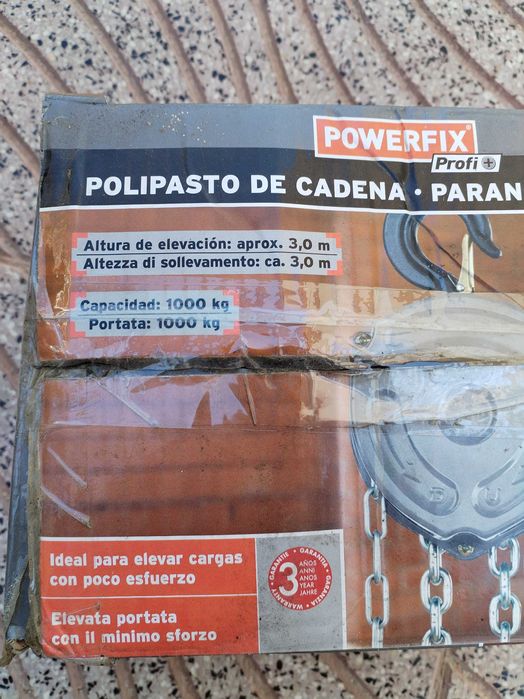 POWERFIX®
Profi+
POLIPASTO DE CADENA · PARAN
Altura de elevación: aprox. 3,0 m
Altezza di sollevamento: ca. 3,0 m
Capacidad: 1000 kg
Portata: 1000 kg
Ideal para elevar cargas
con poco esfuerzo
Elevata portata
con il minimo sforzo
GARANTIE • GARANTIA • GARANZIA • WARRANTY
3
AÑOS
ANNI
ANOS
YEAR
JAHRE